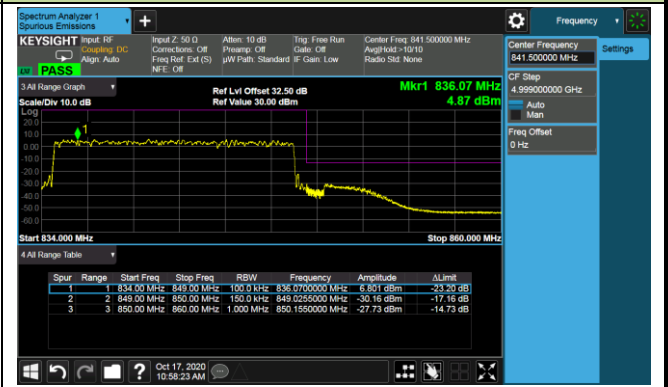 Spectrum Analyzer 1
Spurious Emissions
Frequency
KEYSIGHT
Input: RF
Coupling: DC
Align: Auto
Input Z: 50 Ω
Corrections: Off
Freq Ref: Ext (S)
NFE: Off
Atten: 10 dB
Preamp: Off
µW Path: Standard
Trig: Free Run
Gate: Off
IF Gain: Low
Center Freq: 841.500000 MHz
Avg|Hold:>10/10
Radio Std: None
PASS
Center Frequency
841.500000 MHz
Settings
CF Step
4.999000000 GHz
Auto
Man
Freq Offset
0 Hz
3 All Range Graph
Scale/Div 10.0 dB
Ref Lvl Offset 32.50 dB
Ref Value 30.00 dBm
Mkr1 836.07 MHz
4.87 dBm
Log
20.0
10.0
0.00
-10.0
-20.0
-30.0
-40.0
-50.0
-60.0
1
Start 834.000 MHz
Stop 860.000 MHz
4 All Range Table
Spur Range Start Freq Stop Freq RBW Frequency Amplitude ΔLimit
1 1 834.00 MHz 849.00 MHz 100.0 kHz 836.0700000 MHz 6.801 dBm -23.20 dB
2 2 849.00 MHz 850.00 MHz 150.0 kHz 849.0255000 MHz -30.16 dBm -17.16 dB
3 3 850.00 MHz 860.00 MHz 1.000 MHz 850.1550000 MHz -27.73 dBm -14.73 dB
Oct 17, 2020
10:58:23 AM